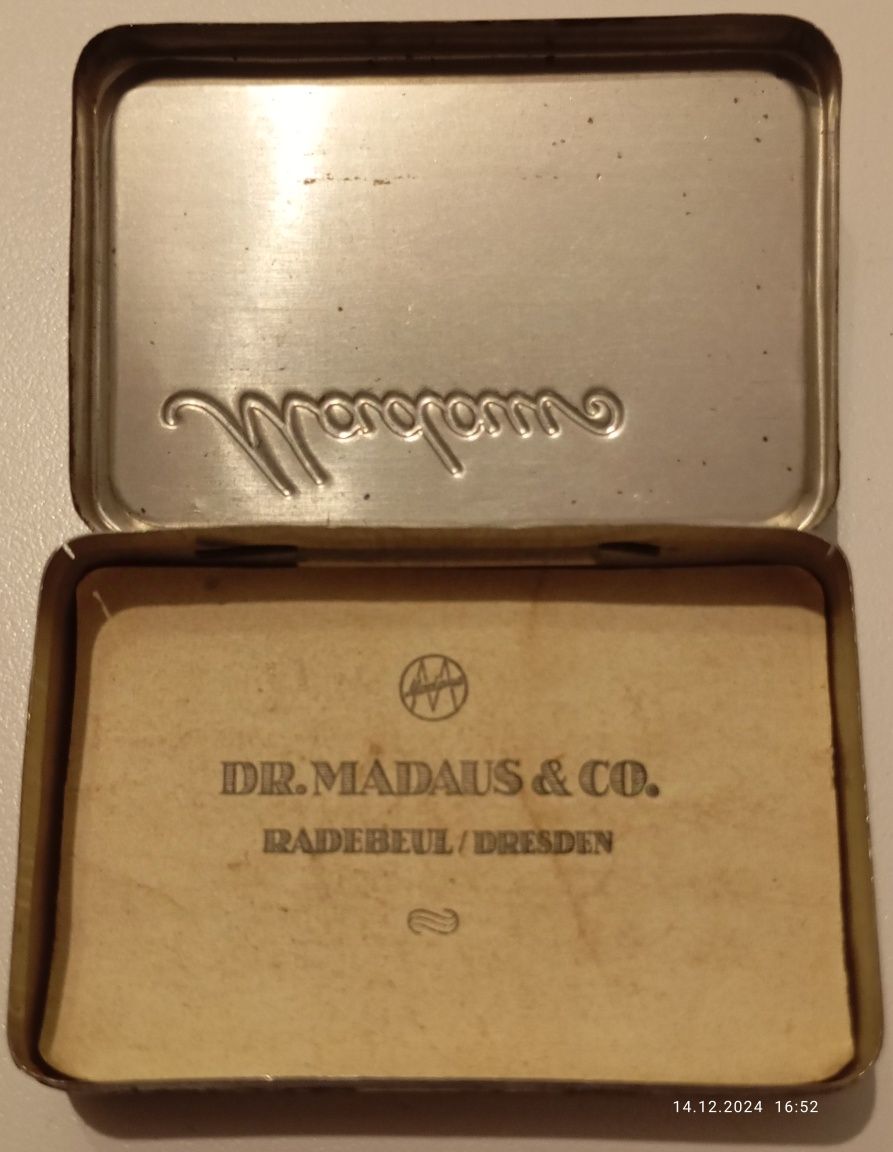 Madaus
DR. MADAUS & CO.
RADEBEUL / DRESDEN
14.12.2024 16:52